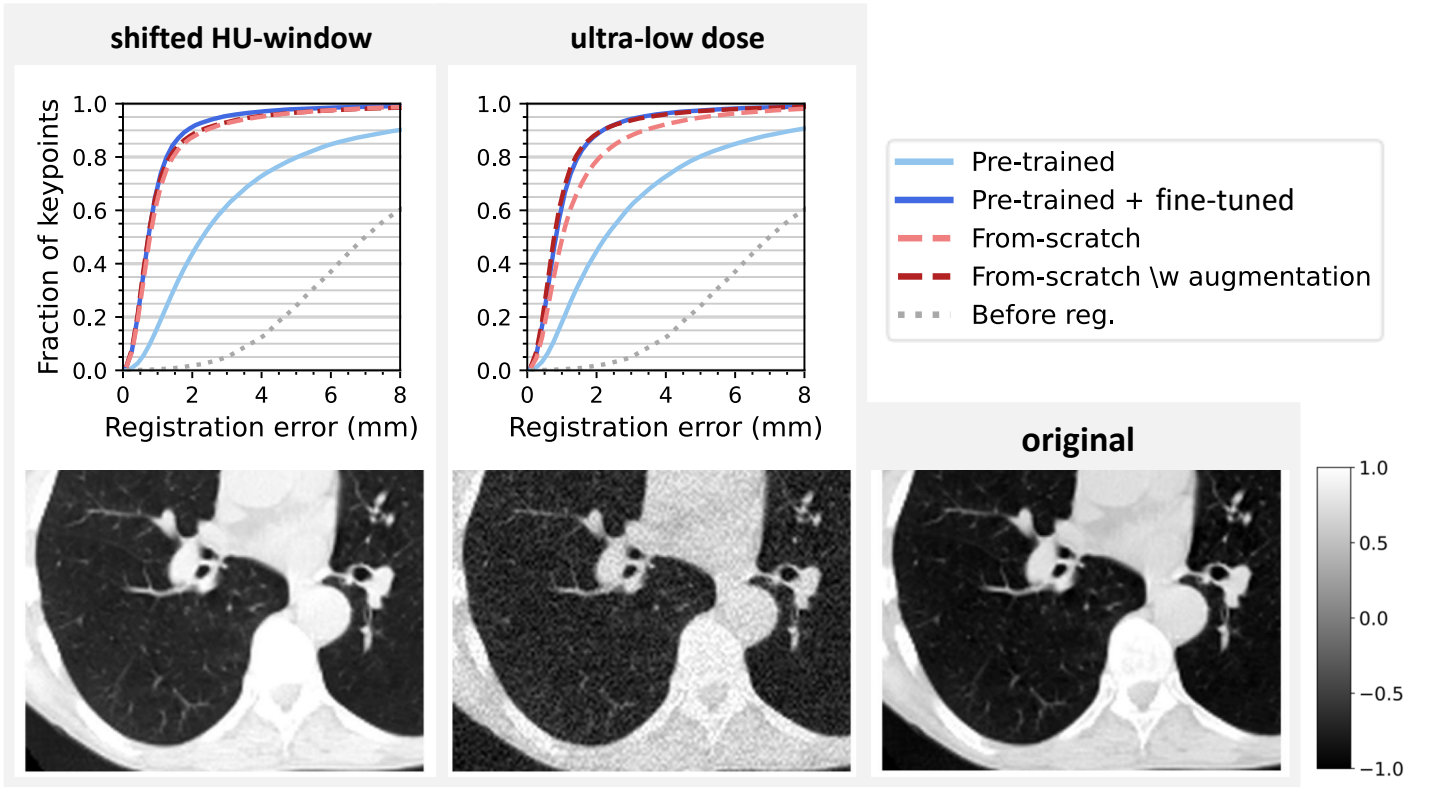 shifted HU-window
ultra-low dose
Fraction of keypoints
1.0
0.8
0.6
0.4
0.2
0.0
0 2 4 6 8
Registration error (mm)
1.0
0.8
0.6
0.4
0.2
0.0
0 2 4 6 8
Registration error (mm)
Pre-trained
Pre-trained + fine-tuned
From-scratch
From-scratch \w augmentation
Before reg.
original
1.0
0.5
0.0
−0.5
−1.0